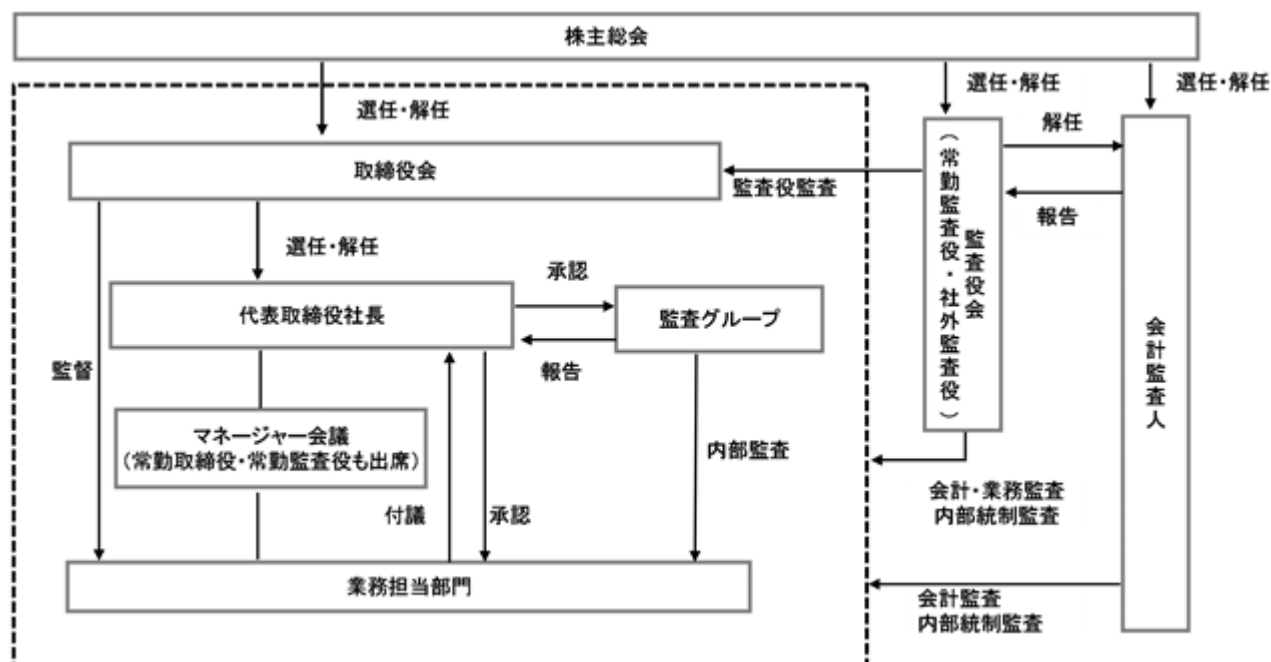 株主総会
選任・解任
選任・解任
選任・解任
取締役会
監査役監査
解任
報告
監査役会
(常勤監査役・社外監査役)
会計監査人
選任・解任
代表取締役社長
承認
監査グループ
報告
監督
マネージャー会議
(常勤取締役・常勤監査役も出席)
内部監査
付議
承認
会計・業務監査
内部統制監査
業務担当部門
会計監査
内部統制監査